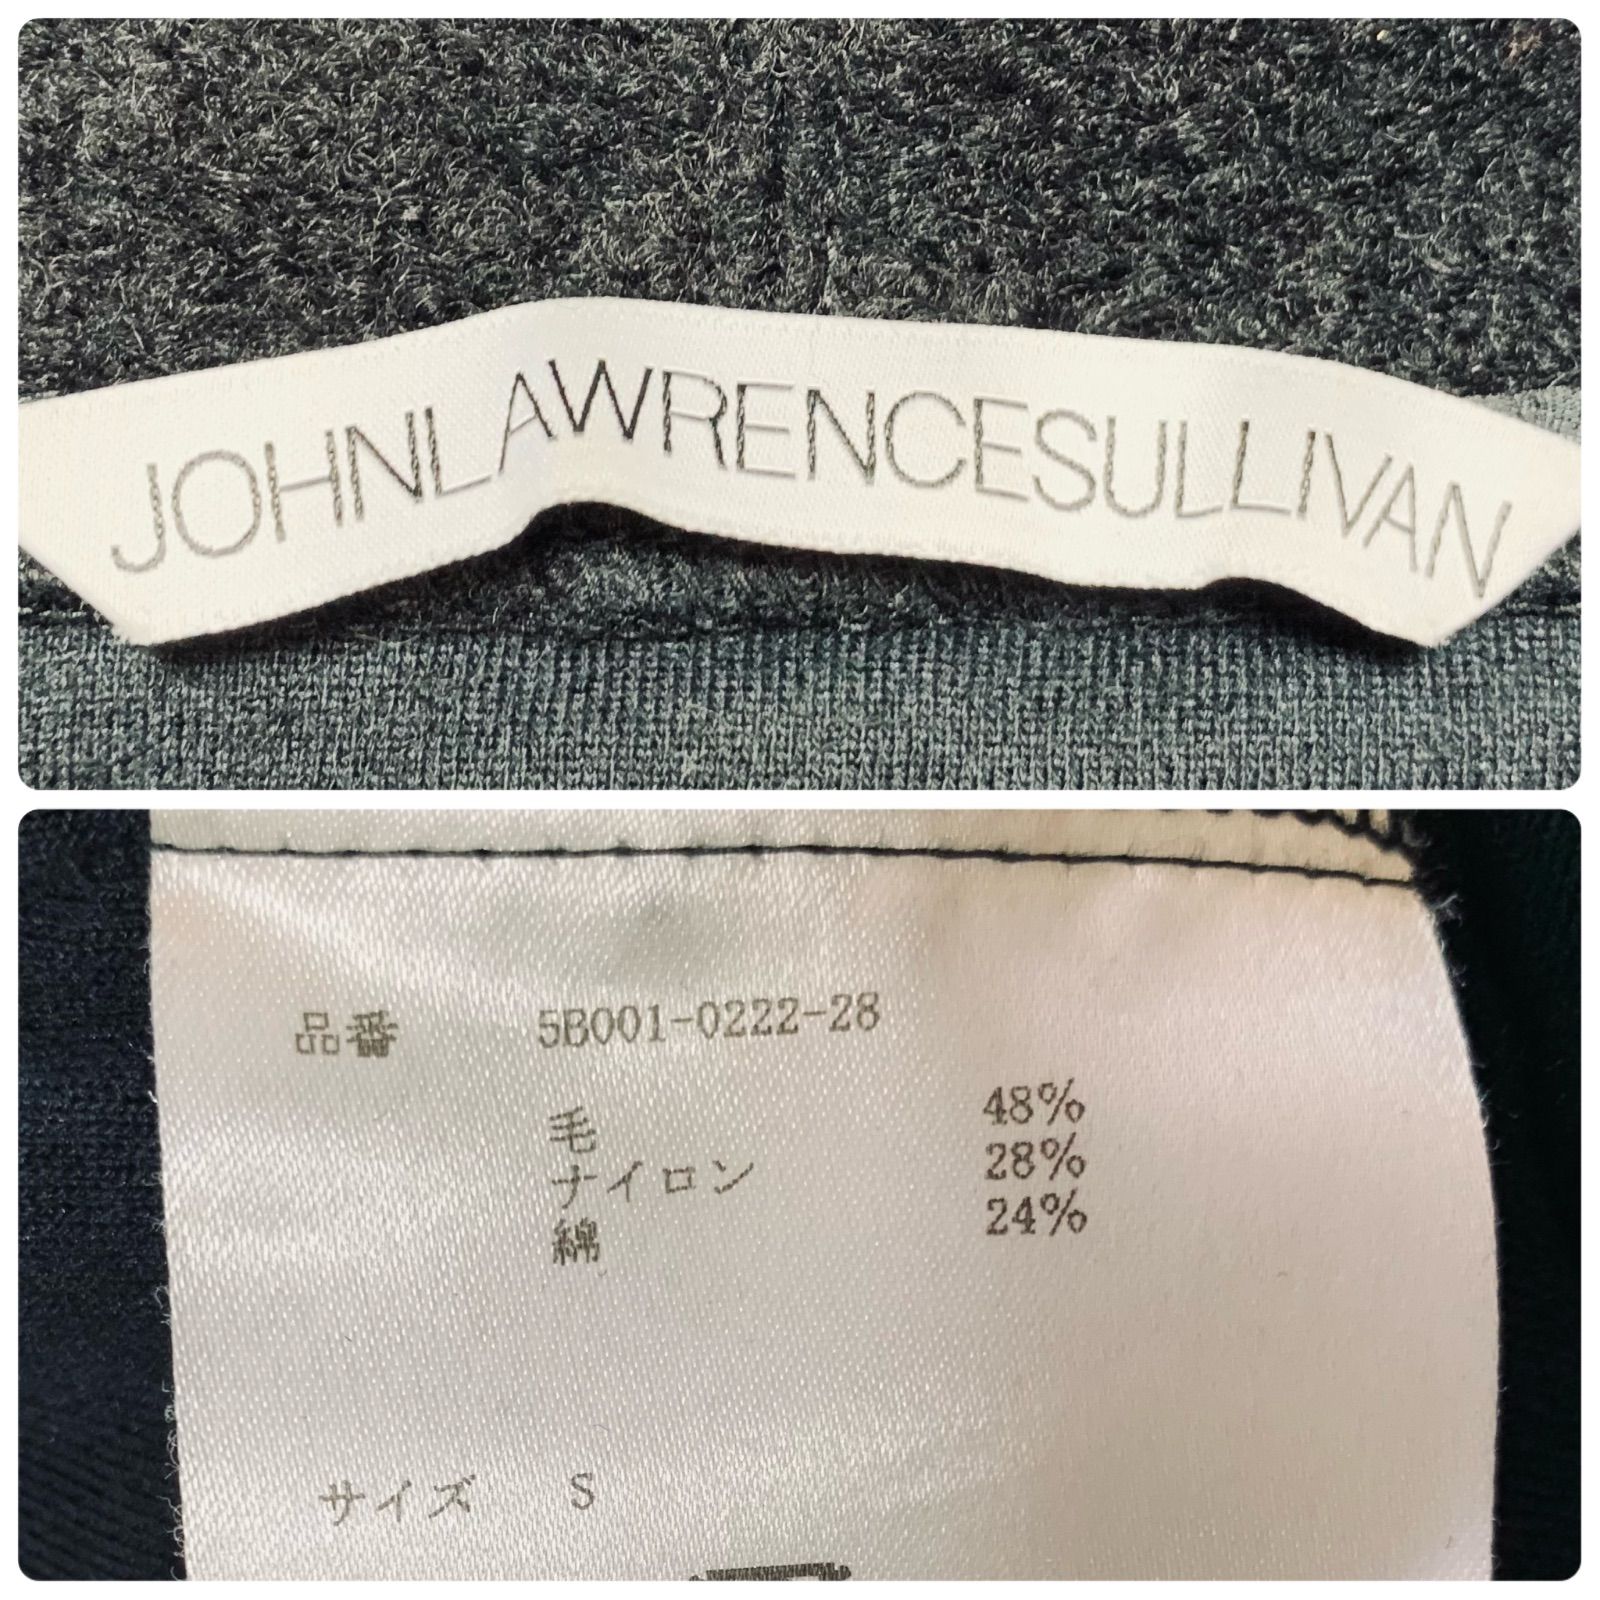 JOHNLAWRENCESULLIVAN
品番 5B001-0222-28
毛 48%
ナイロン 28%
綿 24%
サイズ S